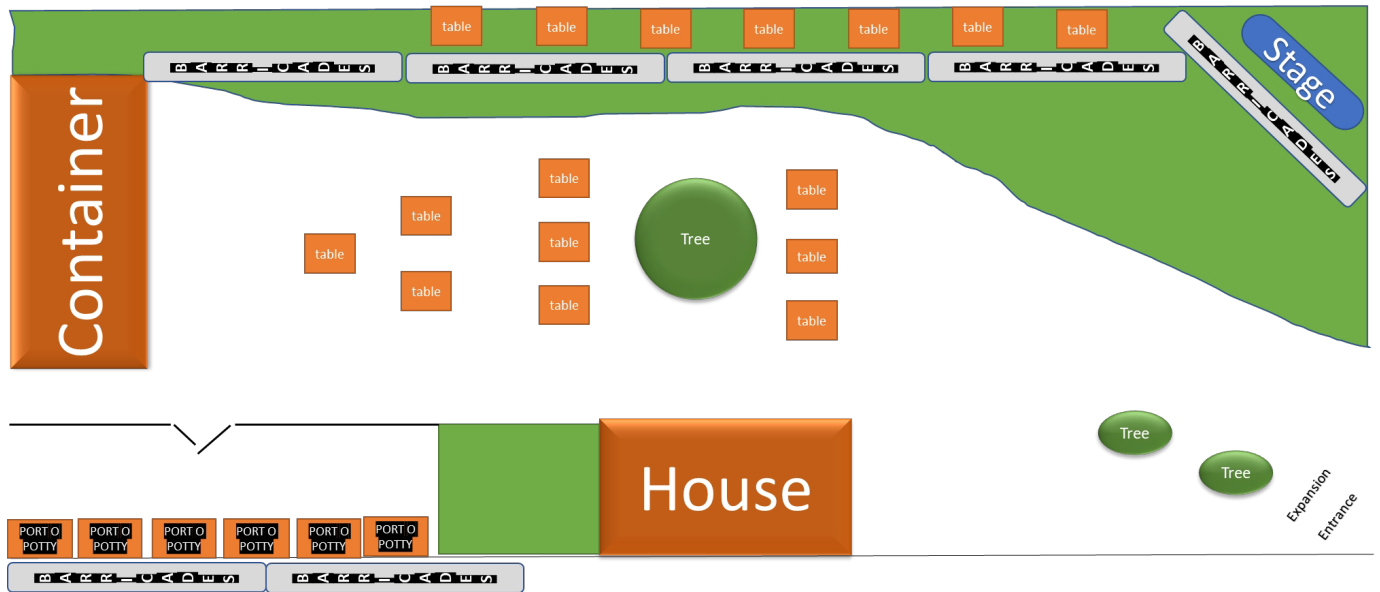 table
table
table
table
table
table
table
BARRICADES
BARRICADES
BARRICADES
BARRICADES
BARRICADES
Stage
Container
table
table
table
table
table
table
table
table
table
Tree
House
Tree
Tree
Expansion
Entrance
PORT O
POTTY
PORT O
POTTY
PORT O
POTTY
PORT O
POTTY
PORT O
POTTY
PORT O
POTTY
BARRICADES
BARRICADES